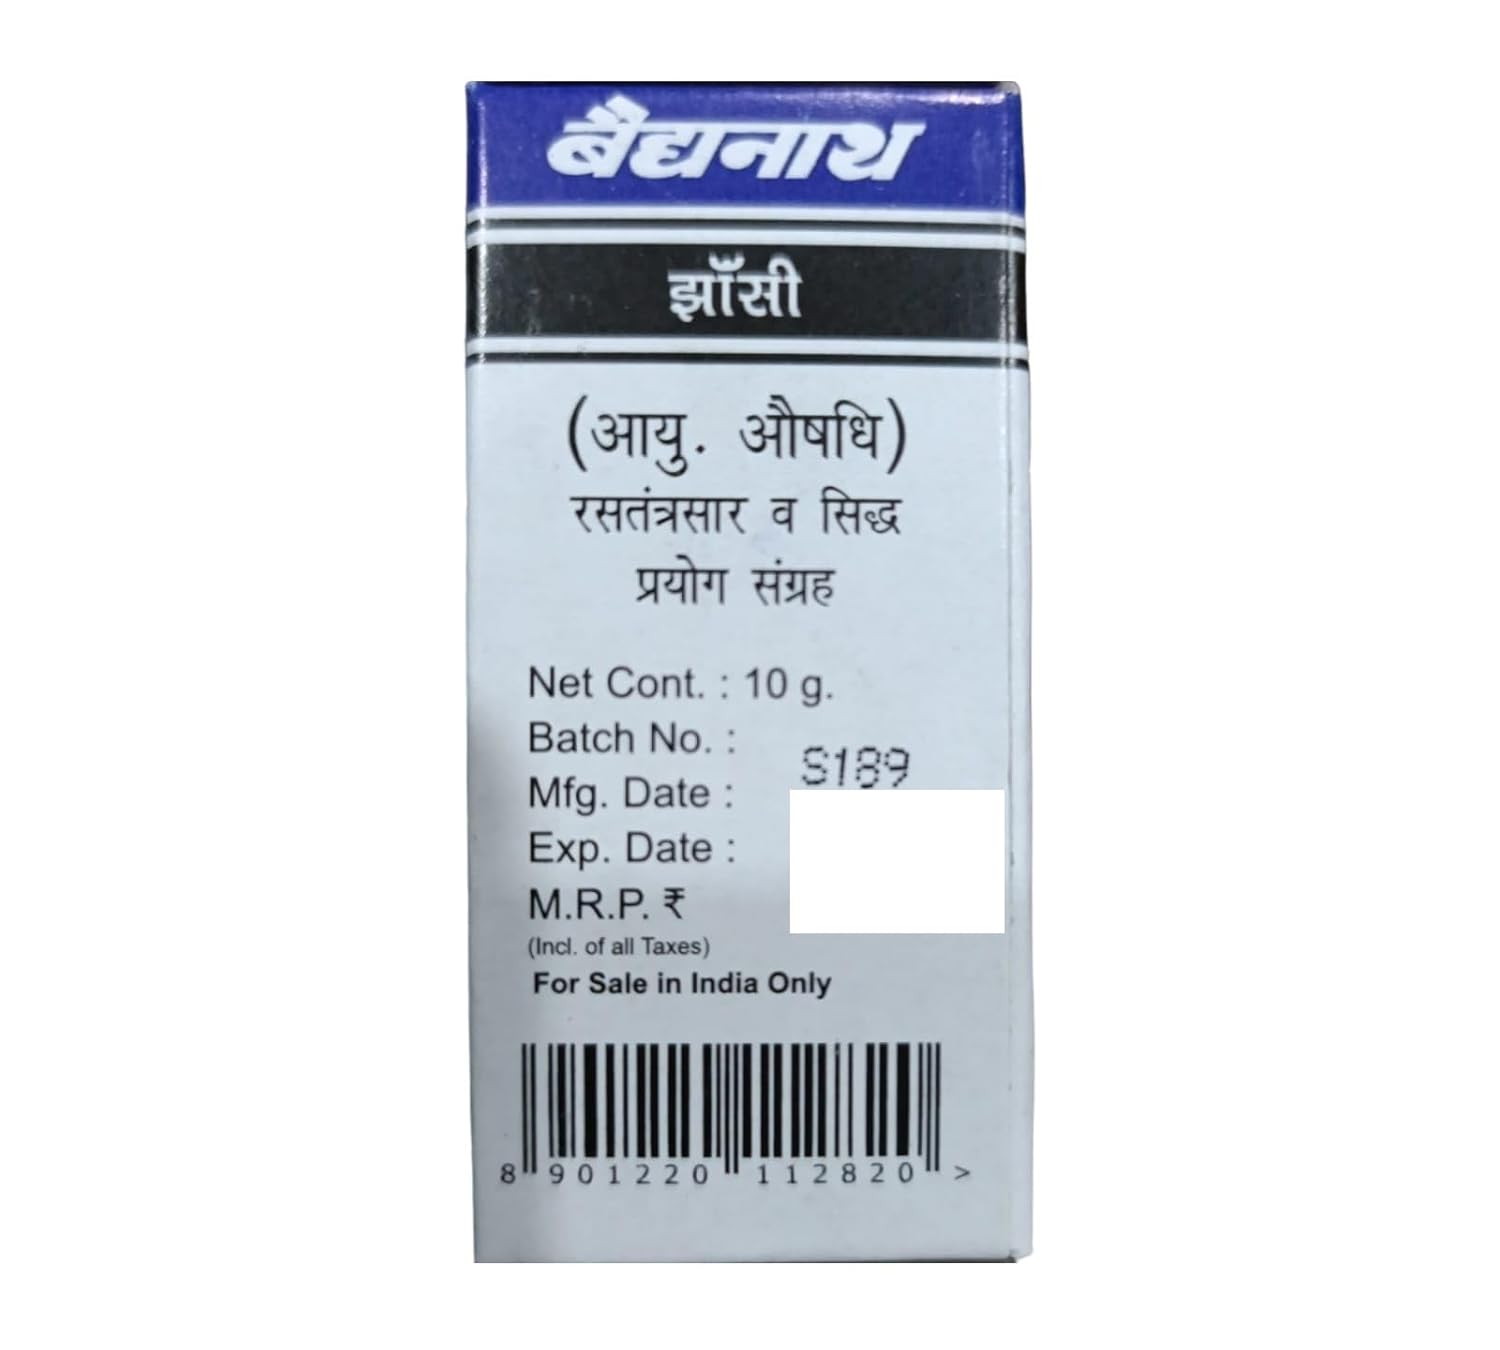 बैद्यनाथ
झाँसी
(आयु. औषधि)
रसतंत्रसार व सिद्ध
प्रयोग संग्रह
Net Cont. : 10 g.
Batch No. : S189
Mfg. Date :
Exp. Date :
M.R.P. ₹
(Incl. of all Taxes)
For Sale in India Only
8 901220 112820 >